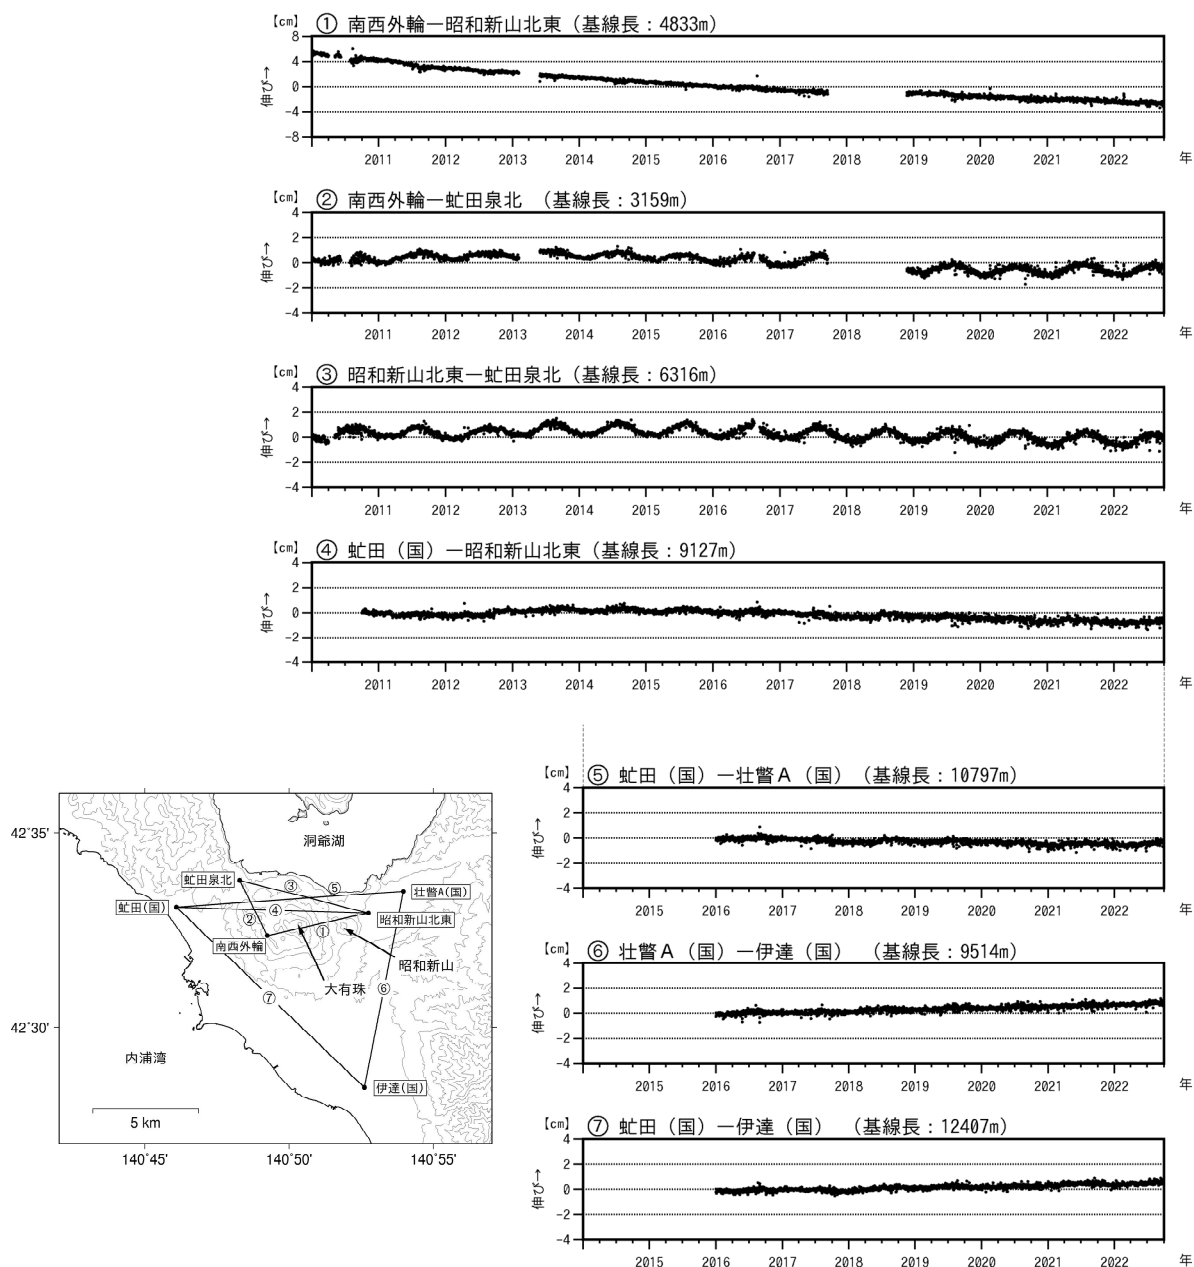 [cm] ① 南西外輪ー昭和新山北東（基線長：4833m）
8
4
0
-4
-8
伸び→
2011 2012 2013 2014 2015 2016 2017 2018 2019 2020 2021 2022 年
[cm] ② 南西外輪ー虻田泉北 （基線長：3159m）
4
2
0
-2
-4
伸び→
2011 2012 2013 2014 2015 2016 2017 2018 2019 2020 2021 2022 年
[cm] ③ 昭和新山北東ー虻田泉北（基線長：6316m）
4
2
0
-2
-4
伸び→
2011 2012 2013 2014 2015 2016 2017 2018 2019 2020 2021 2022 年
[cm] ④ 虻田（国）ー昭和新山北東（基線長：9127m）
4
2
0
-2
-4
伸び→
2011 2012 2013 2014 2015 2016 2017 2018 2019 2020 2021 2022 年
[cm] ⑤ 虻田（国）ー壮瞥A（国）（基線長：10797m）
4
2
0
-2
-4
伸び→
2015 2016 2017 2018 2019 2020 2021 2022 年
[cm] ⑥ 壮瞥A（国）ー伊達（国） （基線長：9514m）
4
2
0
-2
-4
伸び→
2015 2016 2017 2018 2019 2020 2021 2022 年
[cm] ⑦ 虻田（国）ー伊達（国） （基線長：12407m）
4
2
0
-2
-4
伸び→
2015 2016 2017 2018 2019 2020 2021 2022 年
42°35'
洞爺湖
虻田泉北 ③ ⑤ 壮瞥A(国)
虻田(国) ② ④ 昭和新山北東
南西外輪 ①
昭和新山
大有珠 ⑥
⑦
42°30'
内浦湾
伊達(国)
5 km
140°45' 140°50' 140°55'